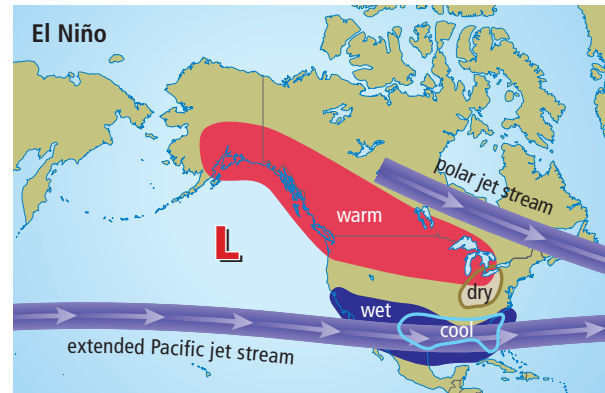 El Niño
polar jet stream
warm
L
dry
wet
cool
extended Pacific jet stream